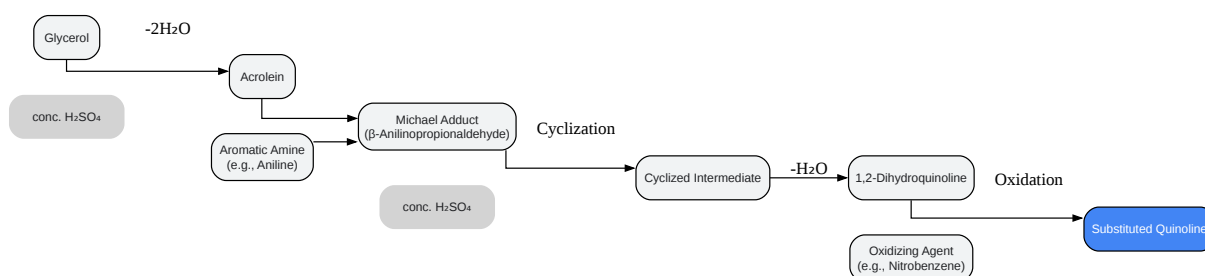 Glycerol
-2H₂O
conc. H₂SO₄
Acrolein
Aromatic Amine
(e.g., Aniline)
Michael Adduct
(β-Anilinopropionaldehyde)
conc. H₂SO₄
Cyclization
Cyclized Intermediate
-H₂O
1,2-Dihydroquinoline
Oxidation
Oxidizing Agent
(e.g., Nitrobenzene)
Substituted Quinoline